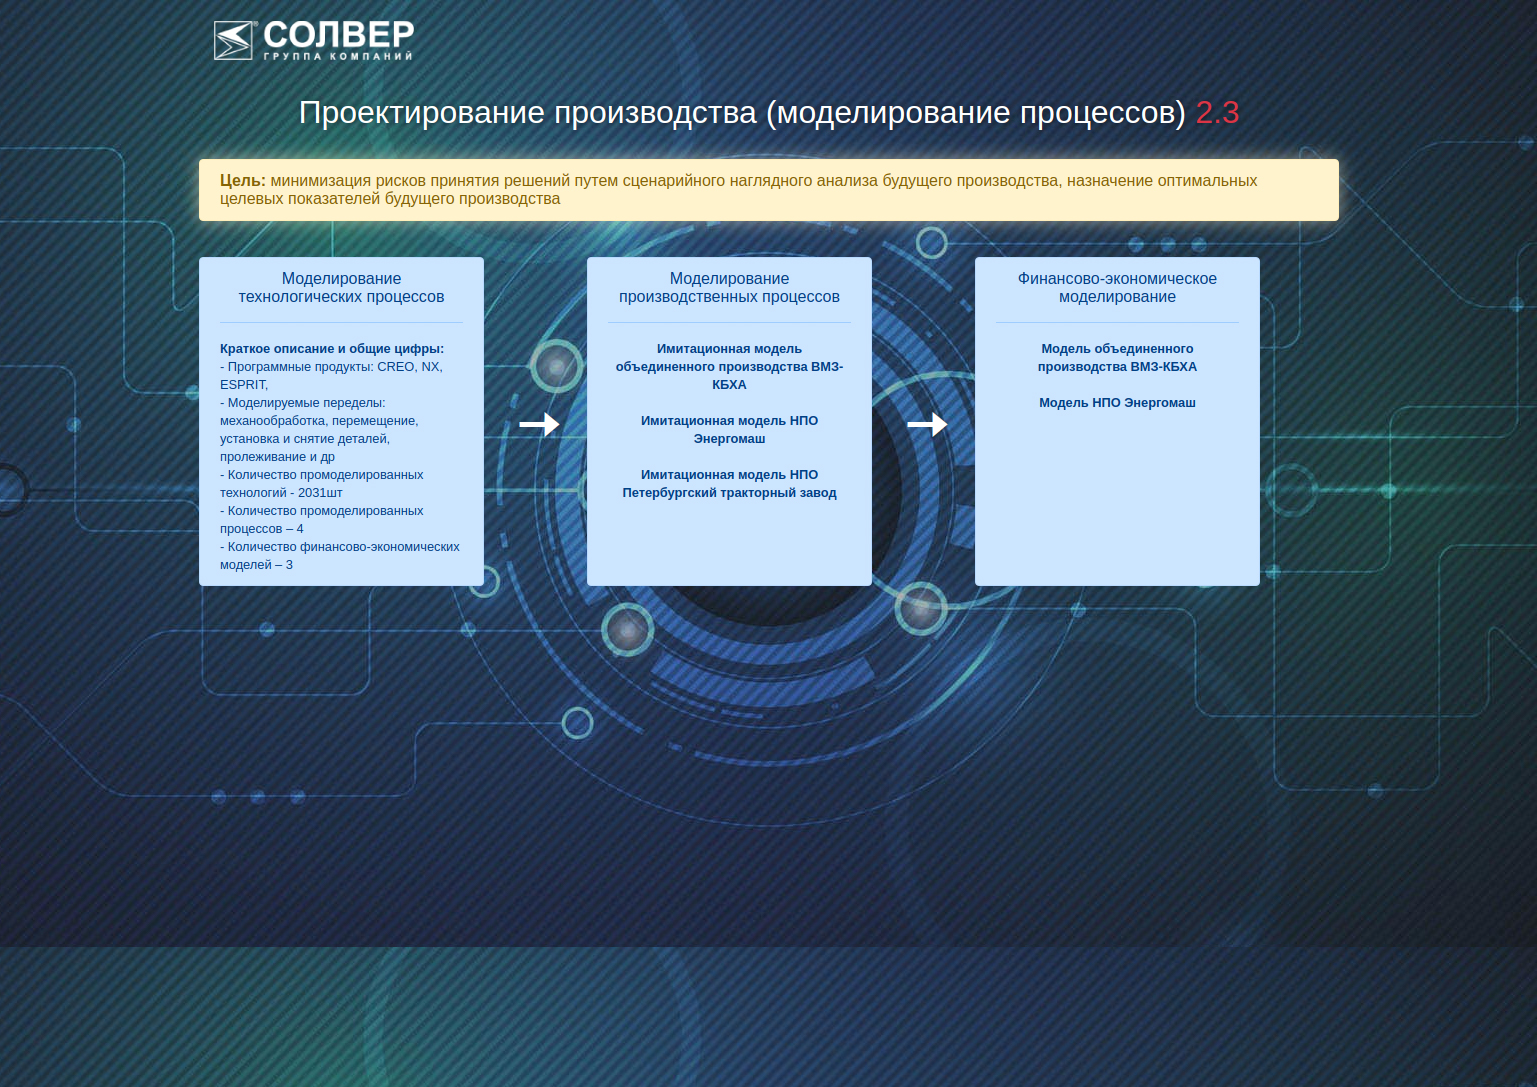 СОЛВЕР
ГРУППА КОМПАНИЙ
Проектирование производства (моделирование процессов) 2.3
Цель: минимизация рисков принятия решений путем сценарийного наглядного анализа будущего производства, назначение оптимальных
целевых показателей будущего производства
Моделирование
технологических процессов
Краткое описание и общие цифры:
- Программные продукты: CREO, NX,
ESPRIT,
- Моделируемые переделы:
механообработка, перемещение,
установка и снятие деталей,
пролеживание и др
- Количество промоделированных
технологий - 2031шт
- Количество промоделированных
процессов – 4
- Количество финансово-экономических
моделей – 3
Моделирование
производственных процессов
Имитационная модель
объединенного производства ВМЗ-
КБХА
Имитационная модель НПО
Энергомаш
Имитационная модель НПО
Петербургский тракторный завод
Финансово-экономическое
моделирование
Модель объединенного
производства ВМЗ-КБХА
Модель НПО Энергомаш